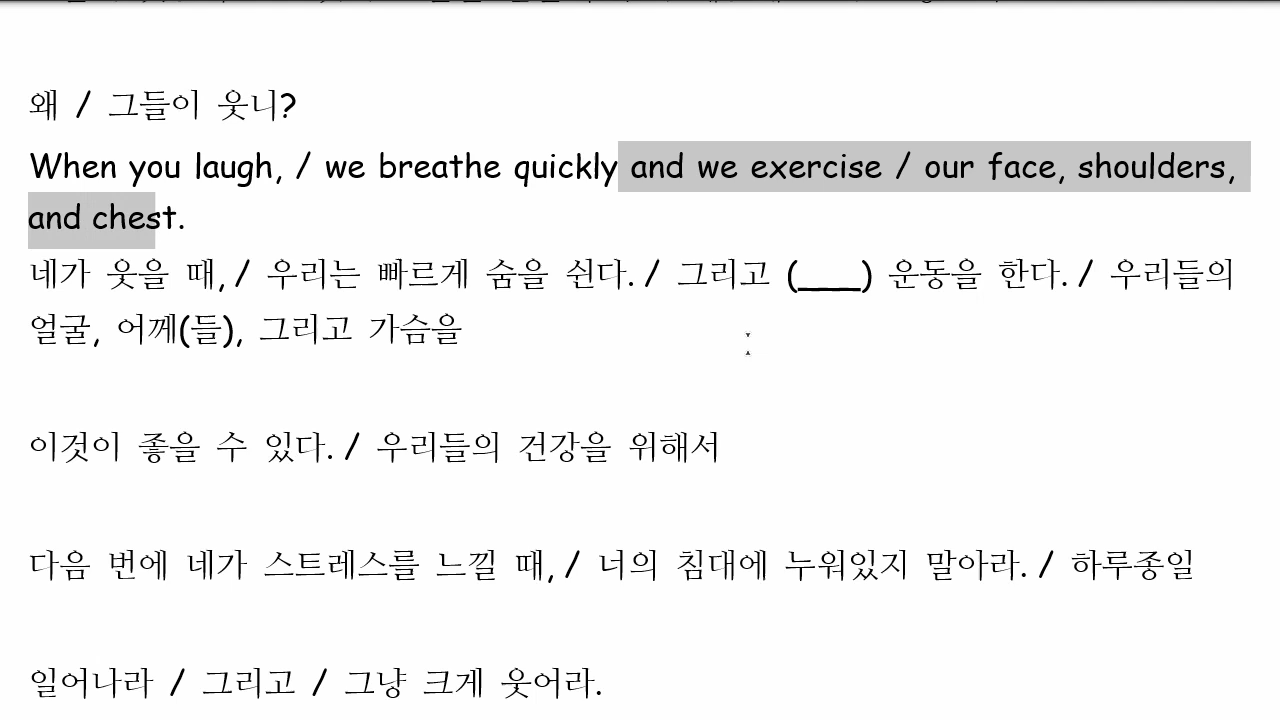 왜 / 그들이 웃니?
When you laugh, / we breathe quickly and we exercise / our face, shoulders,
and chest.
네가 웃을 때, / 우리는 빠르게 숨을 쉰다. / 그리고 (____) 운동을 한다. / 우리들의
얼굴, 어께(들), 그리고 가슴을
이것이 좋을 수 있다. / 우리들의 건강을 위해서
다음 번에 네가 스트레스를 느낄 때, / 너의 침대에 누워있지 말아라. / 하루종일
일어나라 / 그리고 / 그냥 크게 웃어라.